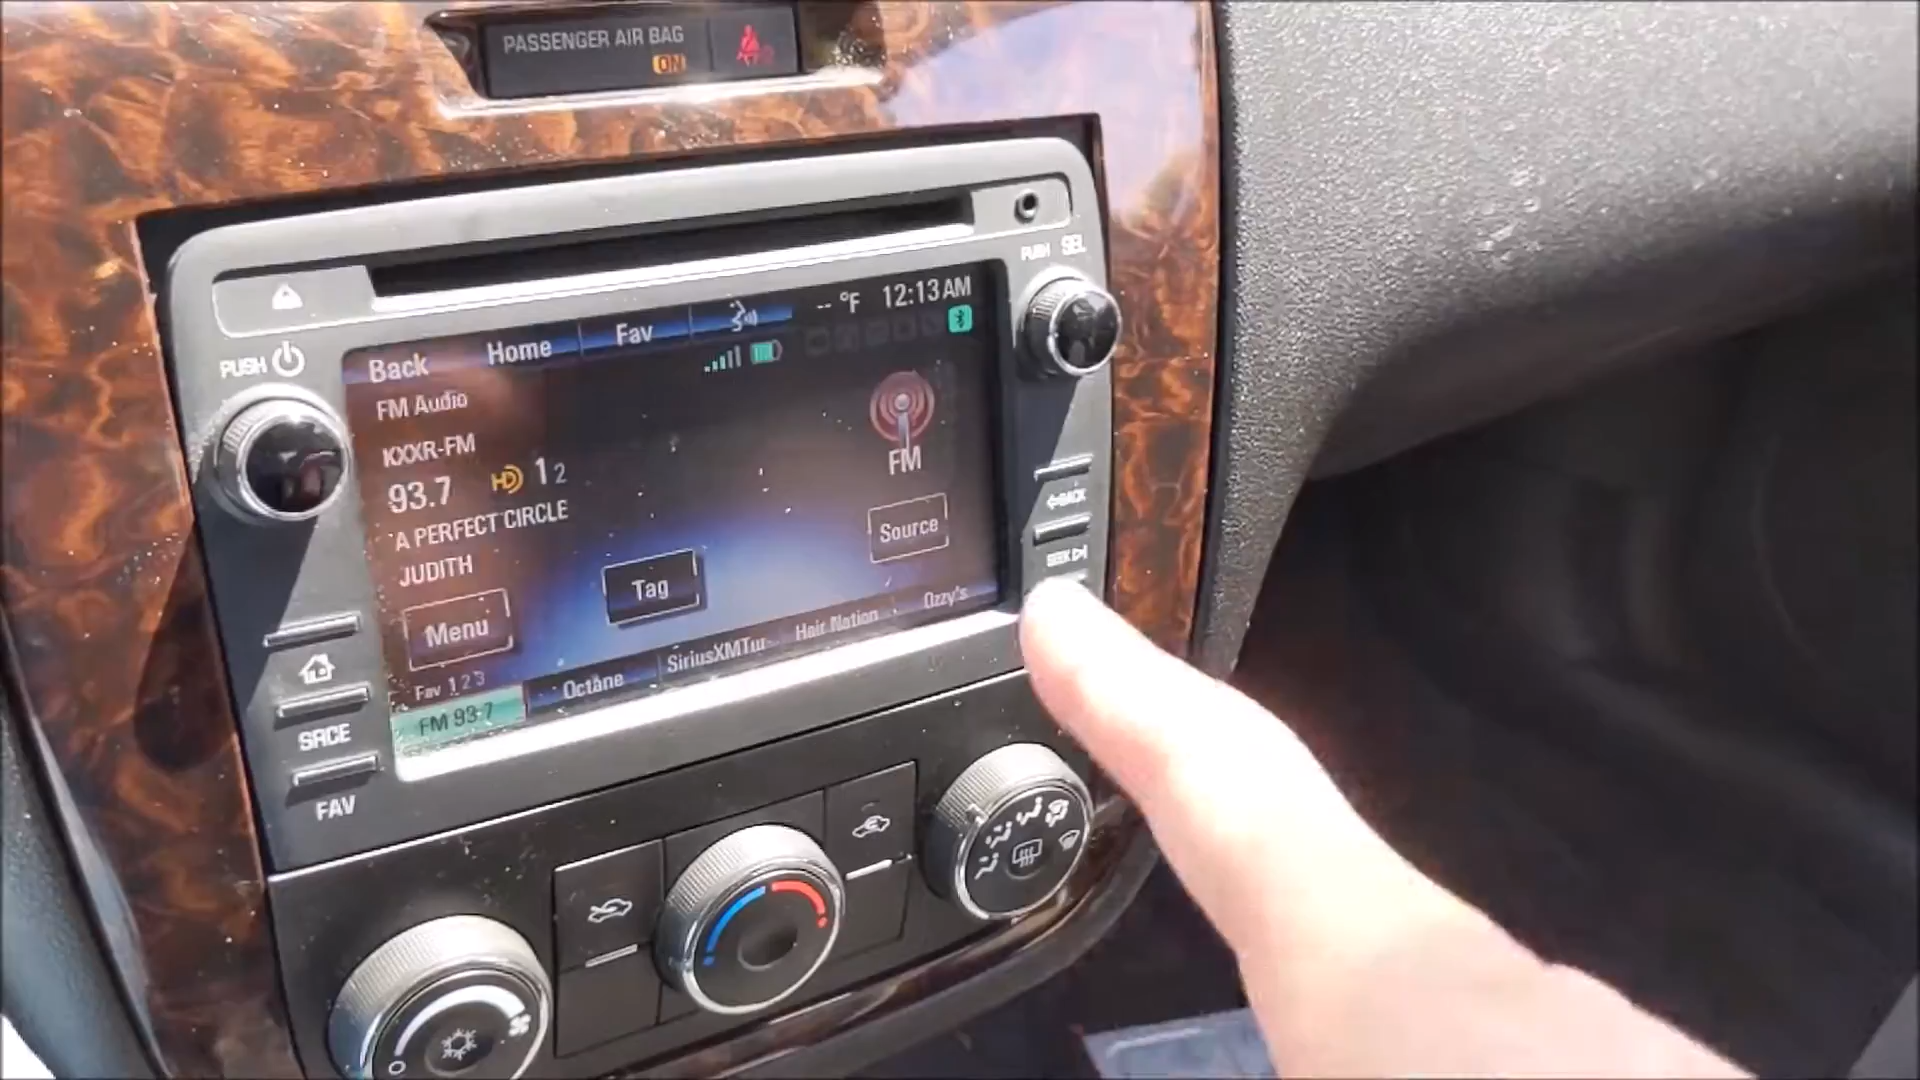 PASSENGER AIR BAG
ON
PUSH SEL
PUSH
Back Home Fav -- °F 12:13AM
FM Audio
KXXR-FM
93.7 HD 1 2
A PERFECT CIRCLE
JUDITH
FM
Source
Tag
Menu
Fav 1 2 3
FM 93.7 Octane SiriusXMTu... Hair Nation Ozzy's
BACK
SEEK
SRCE
FAV